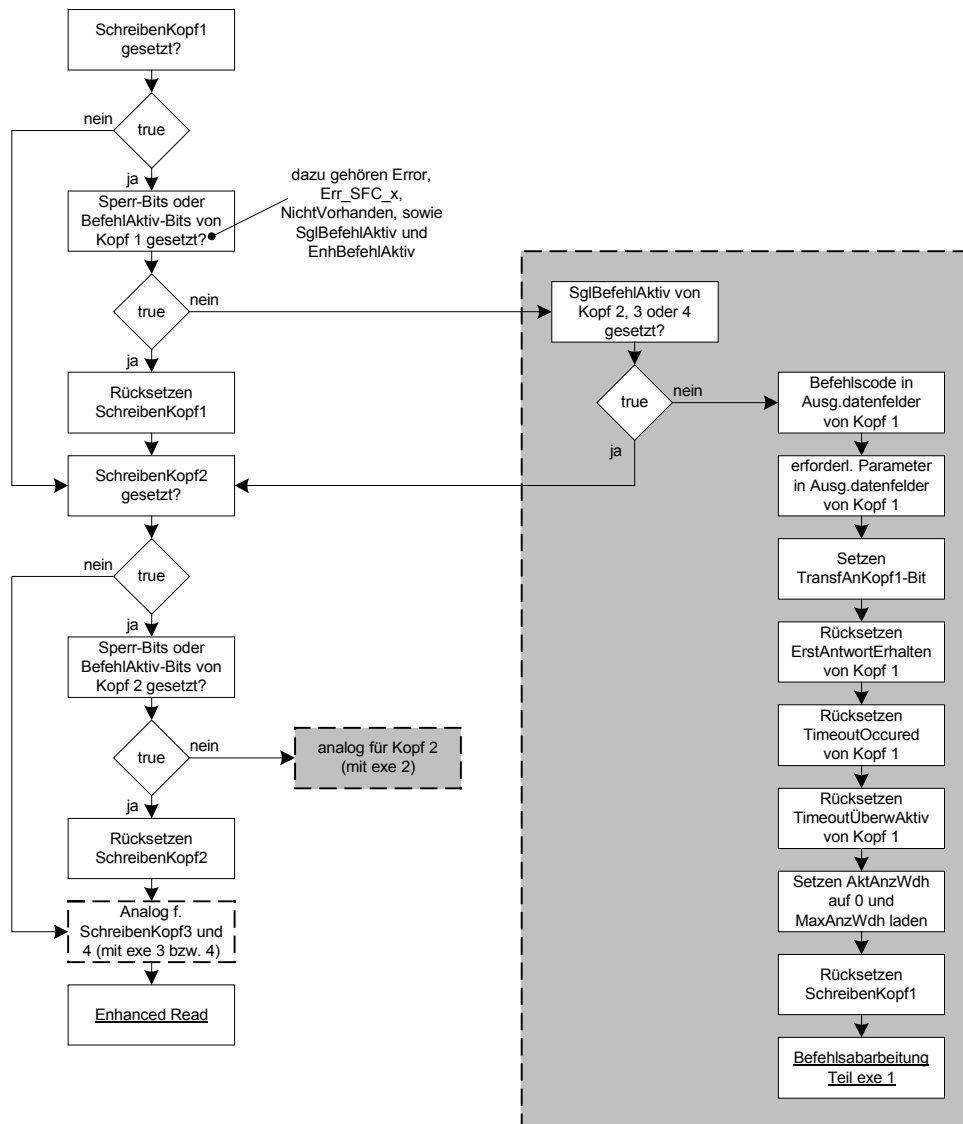 SchreibenKopf1
gesetzt?
nein
true
ja
Sperr-Bits oder
BefehlAktiv-Bits von
Kopf 1 gesetzt?
dazu gehören Error,
Err_SFC_x,
NichtVorhanden, sowie
SglBefehlAktiv und
EnhBefehlAktiv
true
nein
ja
Rücksetzen
SchreibenKopf1
SchreibenKopf2
gesetzt?
nein
true
ja
Sperr-Bits oder
BefehlAktiv-Bits von
Kopf 2 gesetzt?
true
nein
analog für Kopf 2
(mit exe 2)
ja
Rücksetzen
SchreibenKopf2
Analog f.
SchreibenKopf3 und
4 (mit exe 3 bzw. 4)
Enhanced Read
SglBefehlAktiv von
Kopf 2, 3 oder 4
gesetzt?
true
nein
ja
Befehlscode in
Ausg.datenfelder
von Kopf 1
erforderl. Parameter
in Ausg.datenfelder
von Kopf 1
Setzen
TransfAnKopf1-Bit
Rücksetzen
ErstAntwortErhalten
von Kopf 1
Rücksetzen
TimeoutOccured
von Kopf 1
Rücksetzen
TimeoutÜberwAktiv
von Kopf 1
Setzen AktAnzWdh
auf 0 und
MaxAnzWdh laden
Rücksetzen
SchreibenKopf1
Befehlsabarbeitung
Teil exe 1